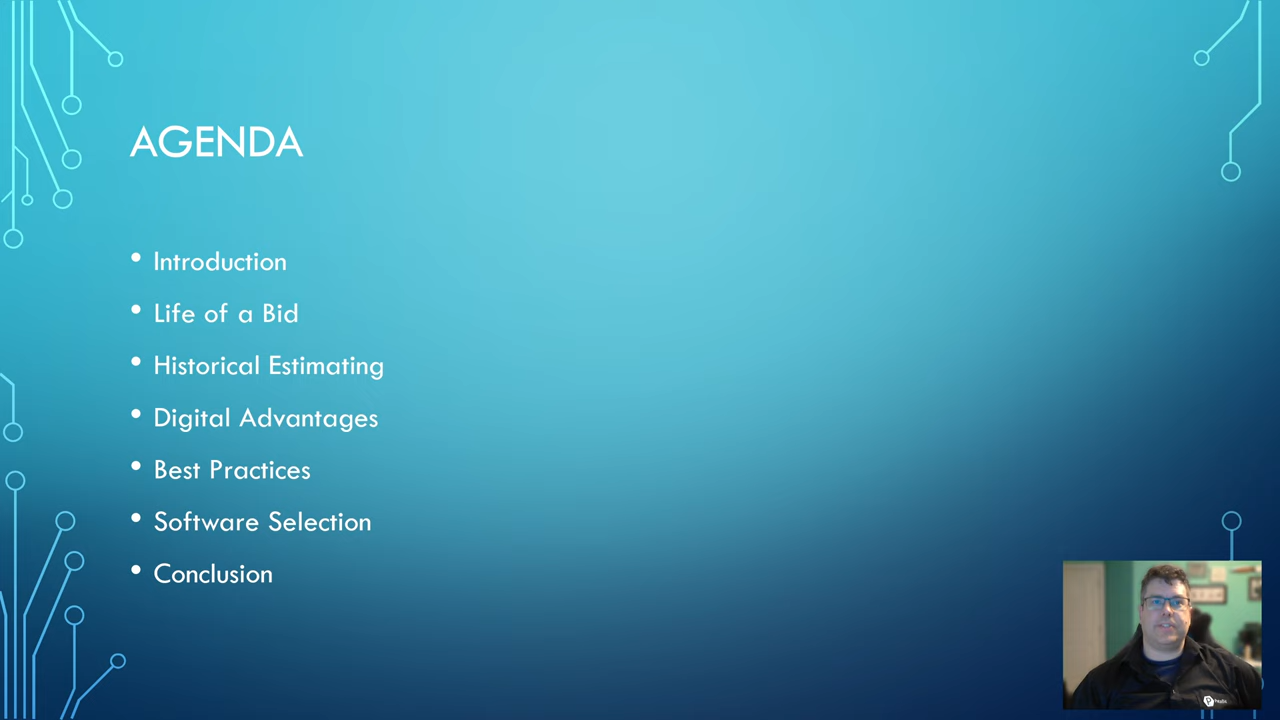 AGENDA
• Introduction
• Life of a Bid
• Historical Estimating
• Digital Advantages
• Best Practices
• Software Selection
• Conclusion